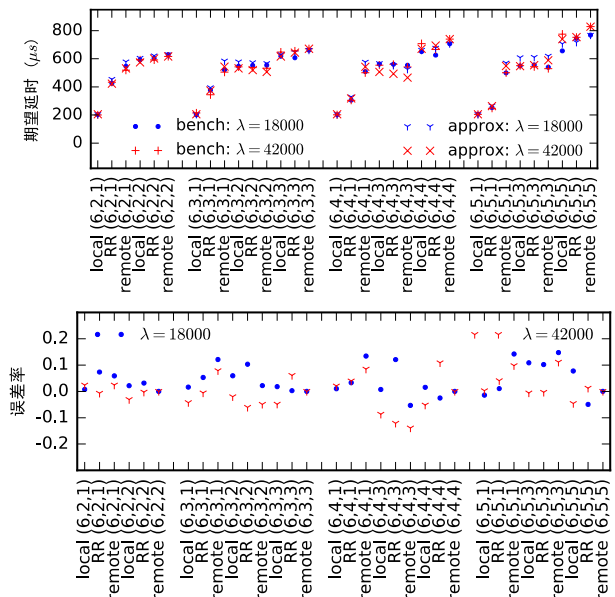 期望延时 (μs)
800
600
400
200
0
bench: λ = 18000
bench: λ = 42000
approx: λ = 18000
approx: λ = 42000
local (6,2,1)
RR (6,2,1)
remote (6,2,1)
local (6,2,2)
RR (6,2,2)
remote (6,2,2)
local (6,3,1)
RR (6,3,1)
remote (6,3,1)
local (6,3,2)
RR (6,3,2)
remote (6,3,2)
local (6,3,3)
RR (6,3,3)
remote (6,3,3)
local (6,4,1)
RR (6,4,1)
remote (6,4,1)
local (6,4,3)
RR (6,4,3)
remote (6,4,3)
local (6,4,4)
RR (6,4,4)
remote (6,4,4)
local (6,5,1)
RR (6,5,1)
remote (6,5,1)
local (6,5,3)
RR (6,5,3)
remote (6,5,3)
local (6,5,5)
RR (6,5,5)
remote (6,5,5)
误差率
0.2
0.1
0.0
-0.1
-0.2
λ = 18000
λ = 42000
local (6,2,1)
RR (6,2,1)
remote (6,2,1)
local (6,2,2)
RR (6,2,2)
remote (6,2,2)
local (6,3,1)
RR (6,3,1)
remote (6,3,1)
local (6,3,2)
RR (6,3,2)
remote (6,3,2)
local (6,3,3)
RR (6,3,3)
remote (6,3,3)
local (6,4,1)
RR (6,4,1)
remote (6,4,1)
local (6,4,3)
RR (6,4,3)
remote (6,4,3)
local (6,4,4)
RR (6,4,4)
remote (6,4,4)
local (6,5,1)
RR (6,5,1)
remote (6,5,1)
local (6,5,3)
RR (6,5,3)
remote (6,5,3)
local (6,5,5)
RR (6,5,5)
remote (6,5,5)